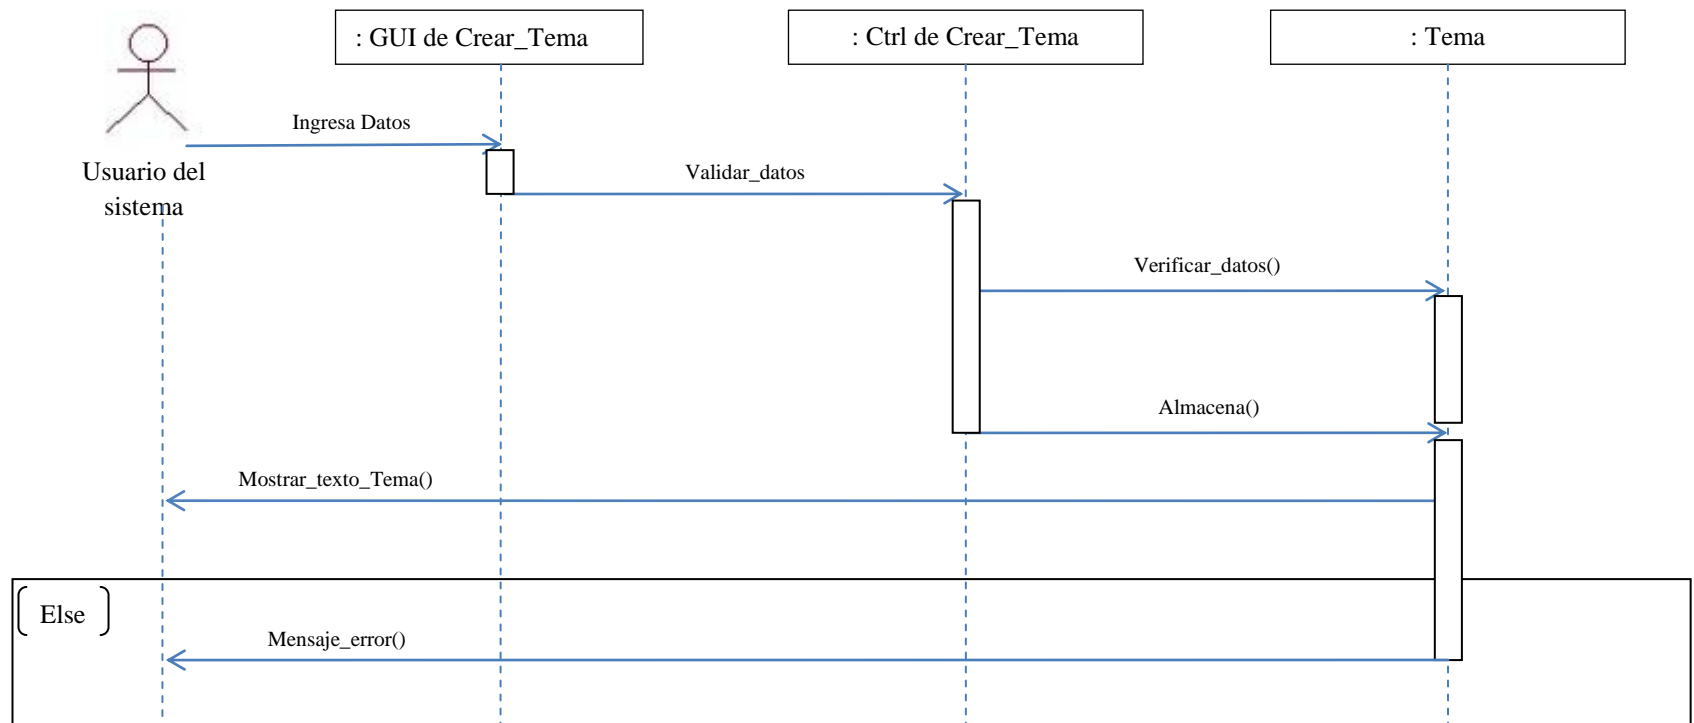 : GUI de Crear_Tema
: Ctrl de Crear_Tema
: Tema
Ingresa Datos
Usuario del
sistema
Validar_datos
Verificar_datos()
Almacena()
Mostrar_texto_Tema()
Else
Mensaje_error()